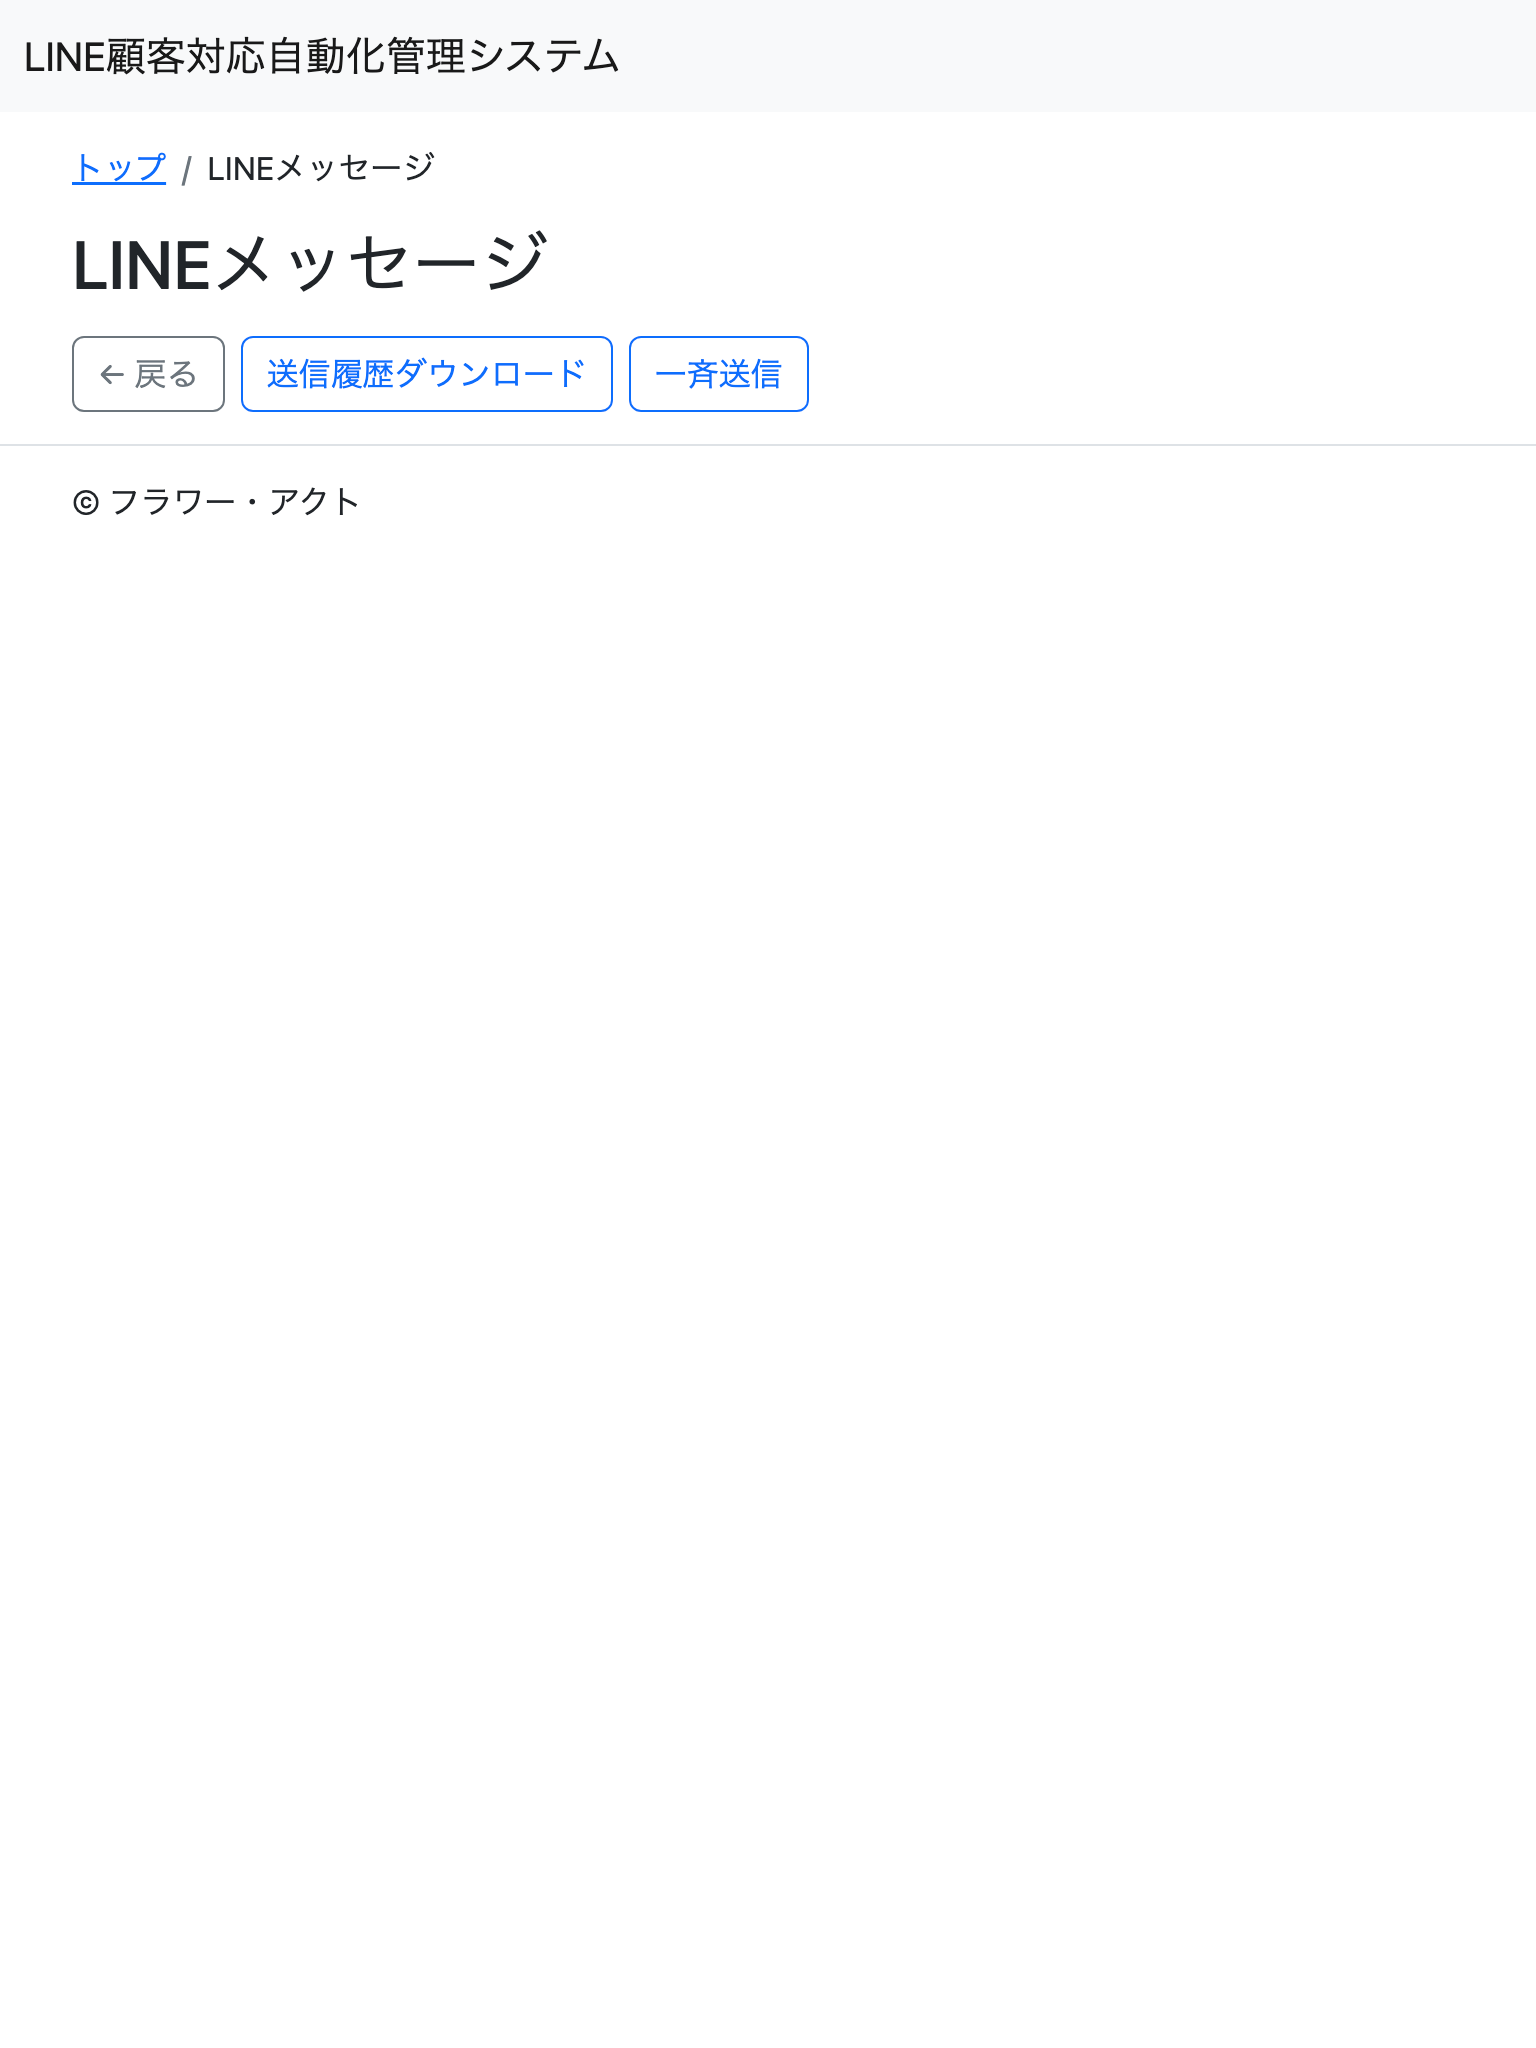 LINE顧客対応自動化管理システム
トップ / LINEメッセージ
LINEメッセージ
← 戻る 送信履歴ダウンロード 一斉送信
© フラワー・アクト